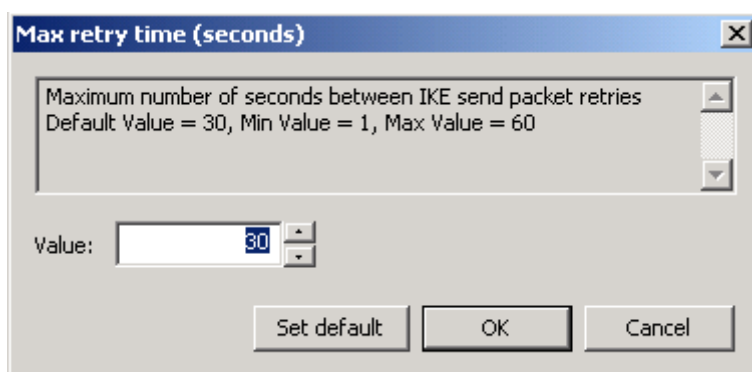 Max retry time (seconds)
Maximum number of seconds between IKE send packet retries
Default Value = 30, Min Value = 1, Max Value = 60
Value: 30
Set default OK Cancel